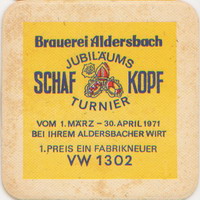 Brauerei Aldersbach
JUBILÄUMS
SCHAF KOPF
TURNIER
VOM 1. MÄRZ - 30. APRIL 1971
BEI IHREM ALDERSBACHER WIRT
1. PREIS EIN FABRIKNEUER
VW 1302